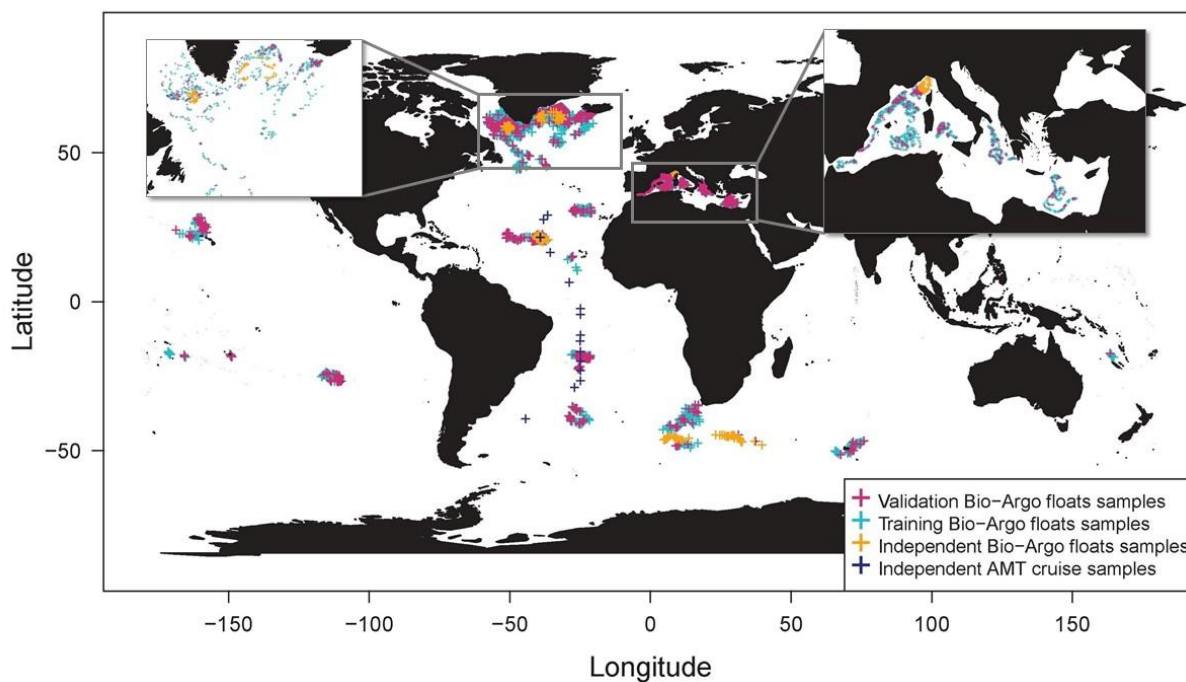 50
0
−50
Latitude
Validation Bio−Argo floats samples
Training Bio−Argo floats samples
Independent Bio−Argo floats samples
Independent AMT cruise samples
−150
−100
−50
0
50
100
150
Longitude